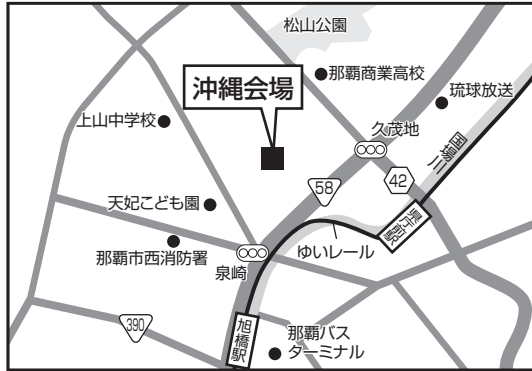 松山公園
那覇商業高校
沖縄会場
琉球放送
上山中学校
久茂地
国場川
58
42
天妃こども園
県庁前駅
那覇市西消防署
ゆいレール
泉崎
390
旭橋駅
那覇バス
ターミナル